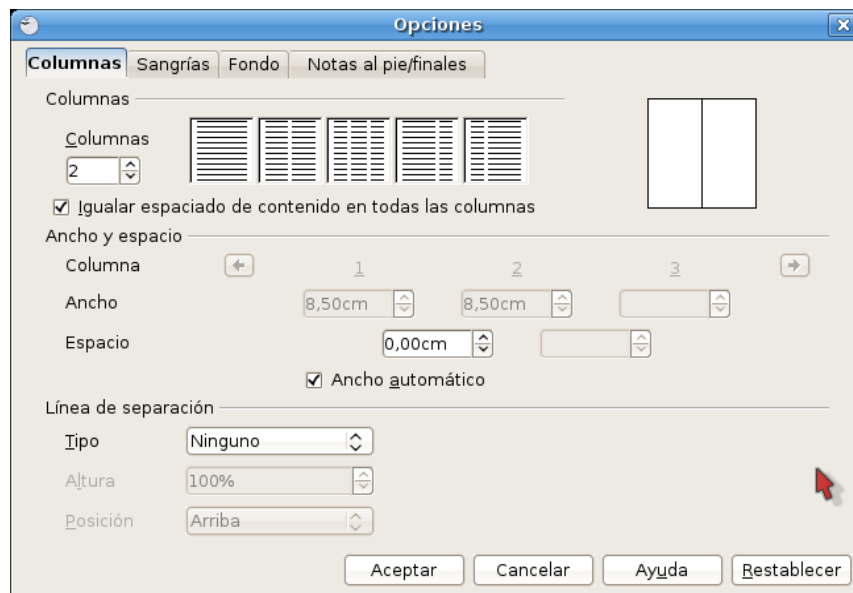 Opciones
Columnas Sangrías Fondo Notas al pie/finales
Columnas
Columnas
2
Igualar espaciado de contenido en todas las columnas
Ancho y espacio
Columna 1 2 3
Ancho 8,50cm 8,50cm
Espacio 0,00cm
Ancho automático
Línea de separación
Tipo Ninguno
Altura 100%
Posición Arriba
Aceptar Cancelar Ayuda Restablecer